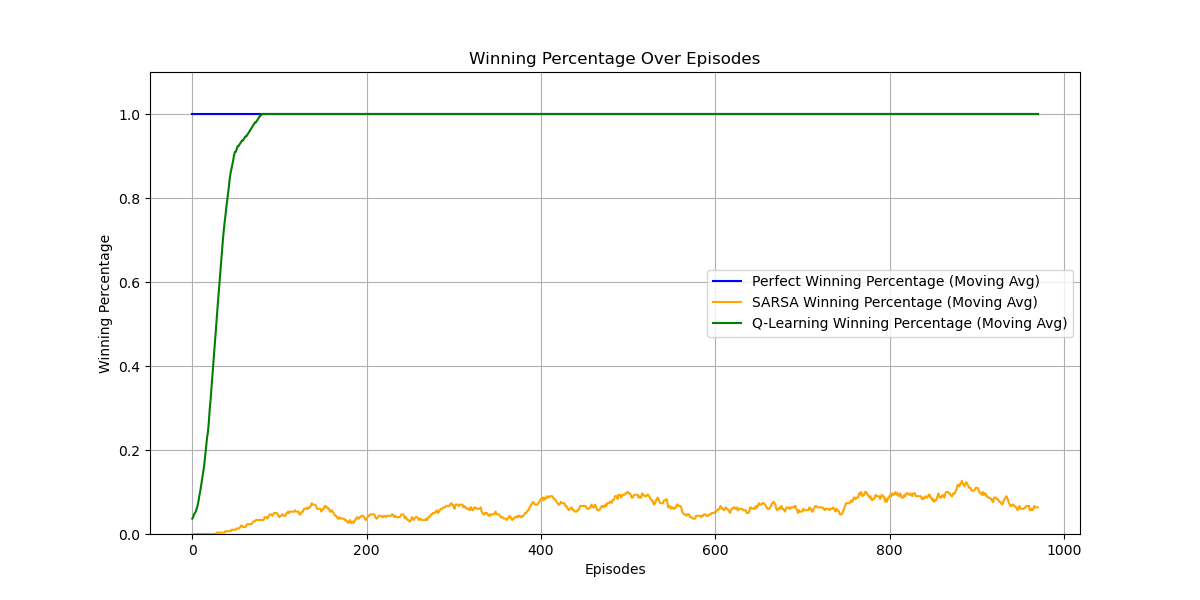 Winning Percentage Over Episodes
1.0
0.8
0.6
0.4
0.2
0.0
Winning Percentage
Perfect Winning Percentage (Moving Avg)
SARSA Winning Percentage (Moving Avg)
Q-Learning Winning Percentage (Moving Avg)
0 200 400 600 800 1000
Episodes